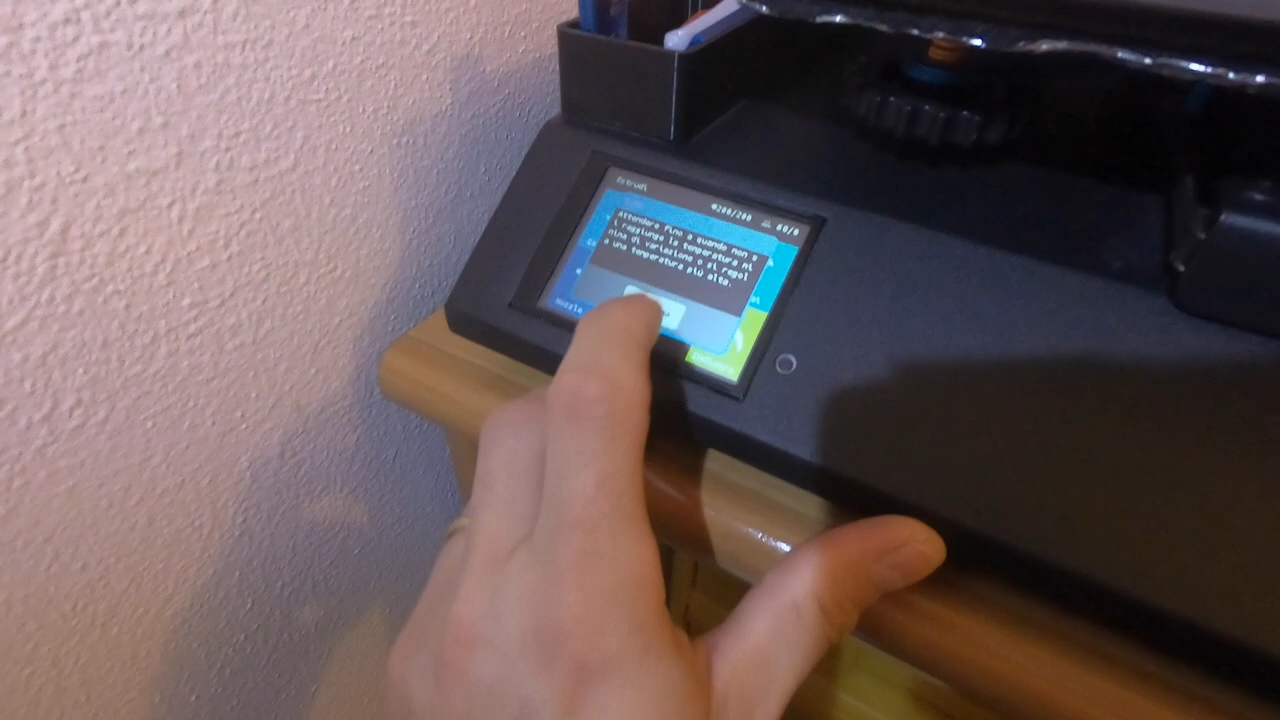 Estrudi
200/200 60/0
Attendere fino a quando non s
i raggiunge la temperatura mi
nima di variazione o si regol
a una temperatura più alta.
Nozzle